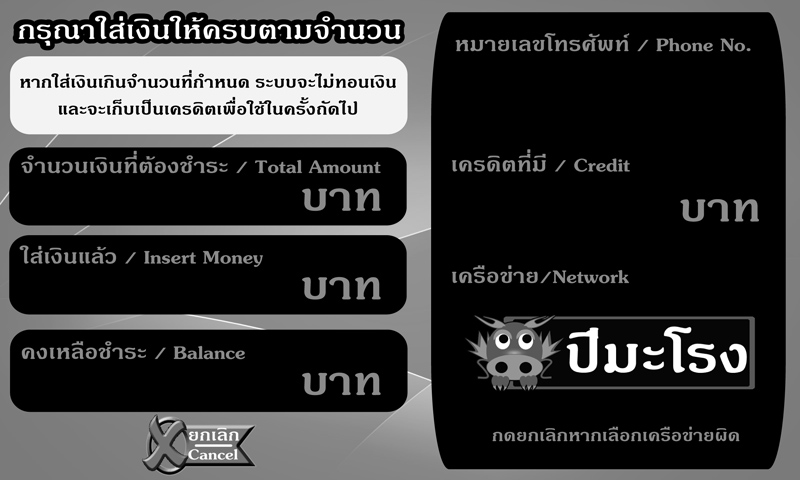 กรุณาใส่เงินให้ครบตามจำนวน
หากใส่เงินเกินจำนวนที่กำหนด ระบบจะไม่ทอนเงิน
และจะเก็บเป็นเครดิตเพื่อใช้ในครั้งถัดไป
จำนวนเงินที่ต้องชำระ / Total Amount
บาท
ใส่เงินแล้ว / Insert Money
บาท
คงเหลือชำระ / Balance
บาท
ยกเลิก
Cancel
หมายเลขโทรศัพท์ / Phone No.
เครดิตที่มี / Credit
บาท
เครือข่าย/Network
ปีมะโรง
กดยกเลิกหากเลือกเครือข่ายผิด